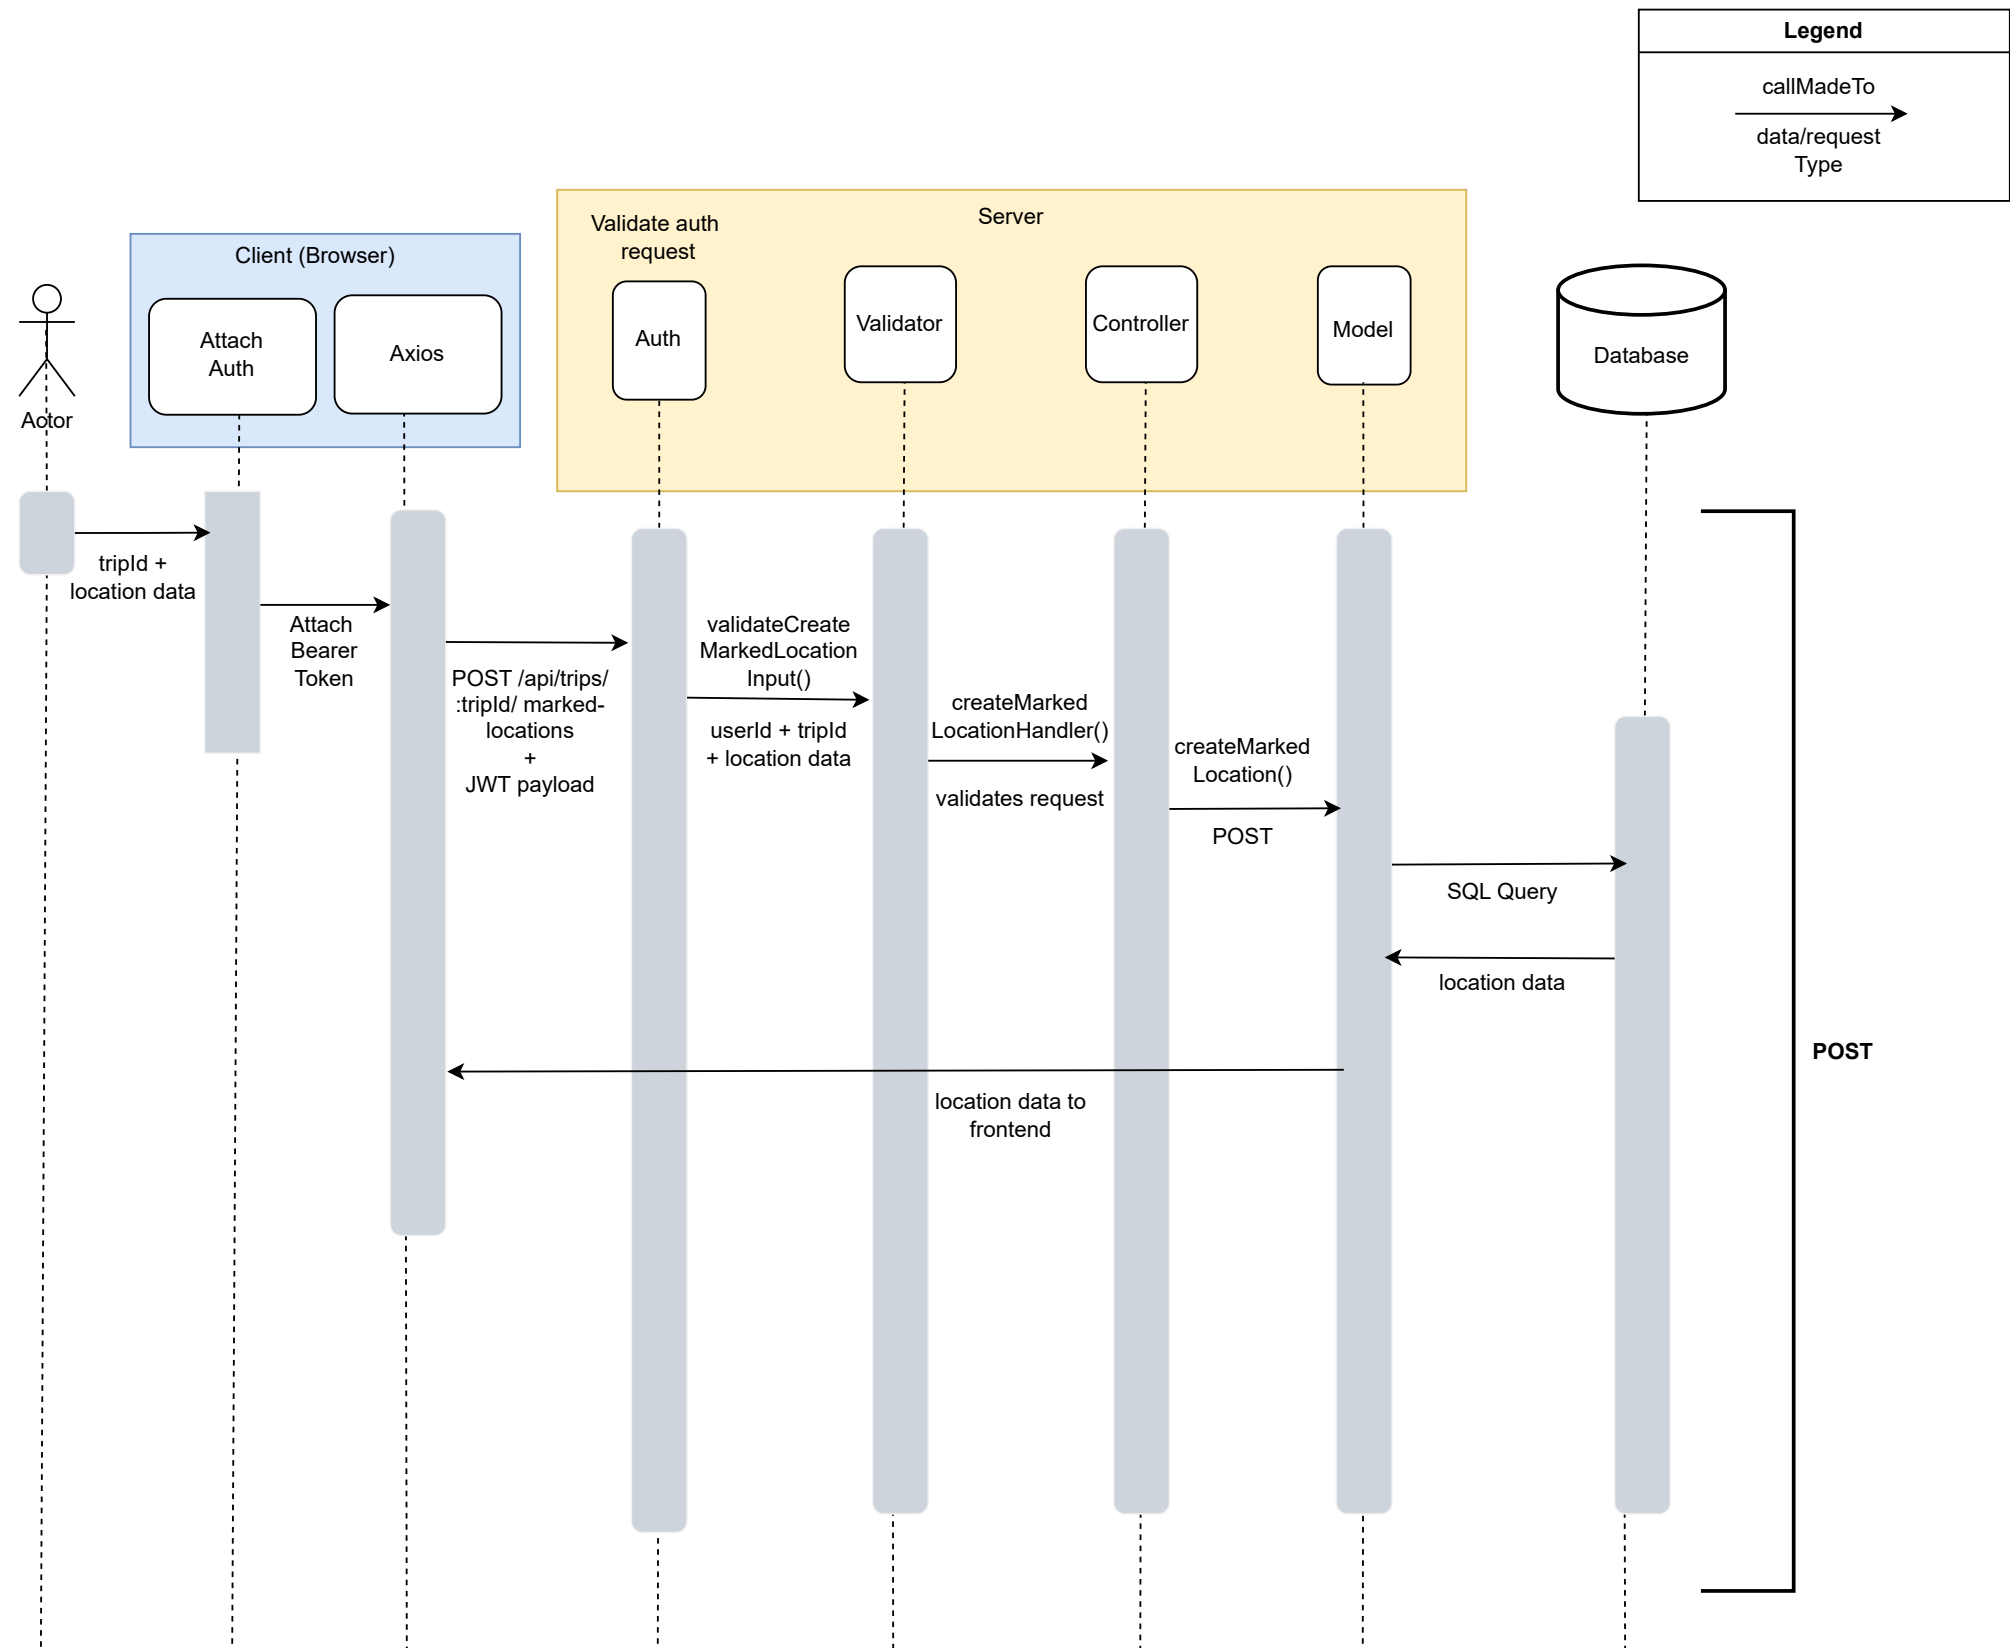 Legend
callMadeTo
data/request
Type
Server
Validate auth
request
Client (Browser)
Attach
Auth
Axios
Auth
Validator
Controller
Model
Database
Actor
tripId +
location data
Attach
Bearer
Token
POST /api/trips/
:tripId/ marked-
locations
+
JWT payload
validateCreate
MarkedLocation
Input()
userId + tripId
+ location data
createMarked
LocationHandler()
validates request
createMarked
Location()
POST
SQL Query
location data
location data to
frontend
POST